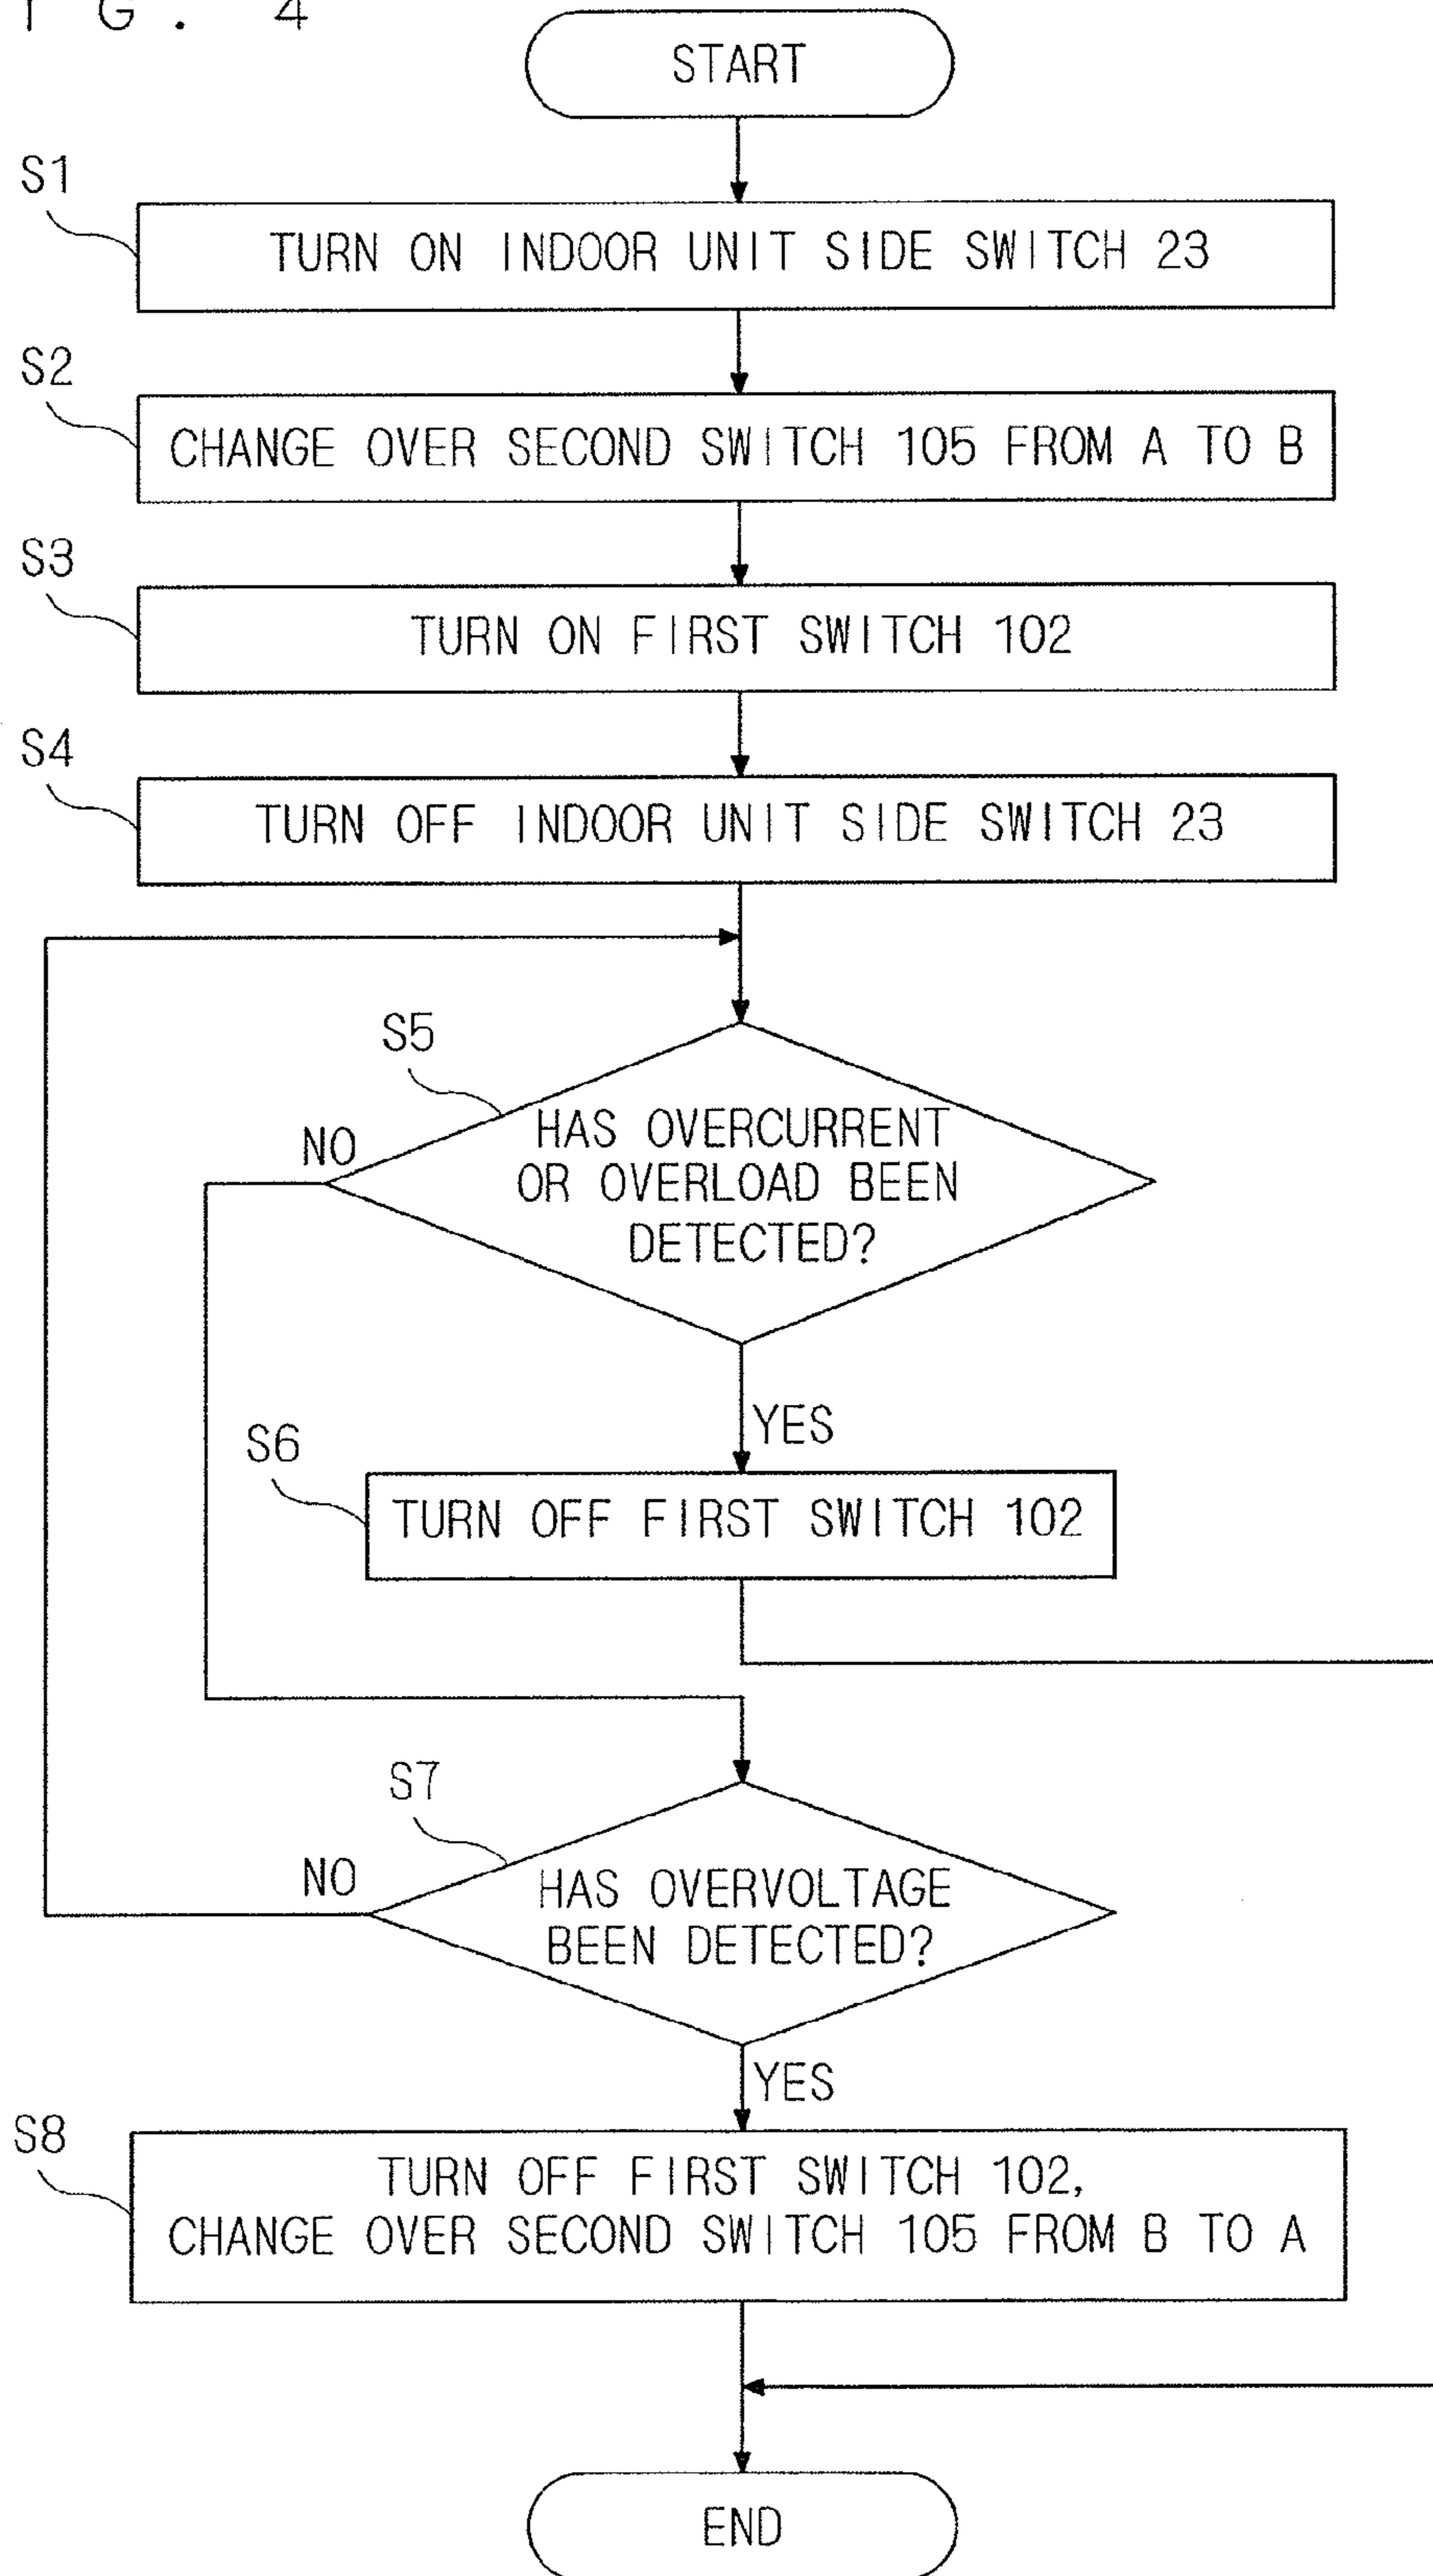 F I G . 4
START
S1
TURN ON INDOOR UNIT SIDE SWITCH 23
S2
CHANGE OVER SECOND SWITCH 105 FROM A TO B
S3
TURN ON FIRST SWITCH 102
S4
TURN OFF INDOOR UNIT SIDE SWITCH 23
S5
HAS OVERCURRENT
OR OVERLOAD BEEN
DETECTED?
NO
YES
S6
TURN OFF FIRST SWITCH 102
S7
HAS OVERVOLTAGE
BEEN DETECTED?
NO
YES
S8
TURN OFF FIRST SWITCH 102,
CHANGE OVER SECOND SWITCH 105 FROM B TO A
END